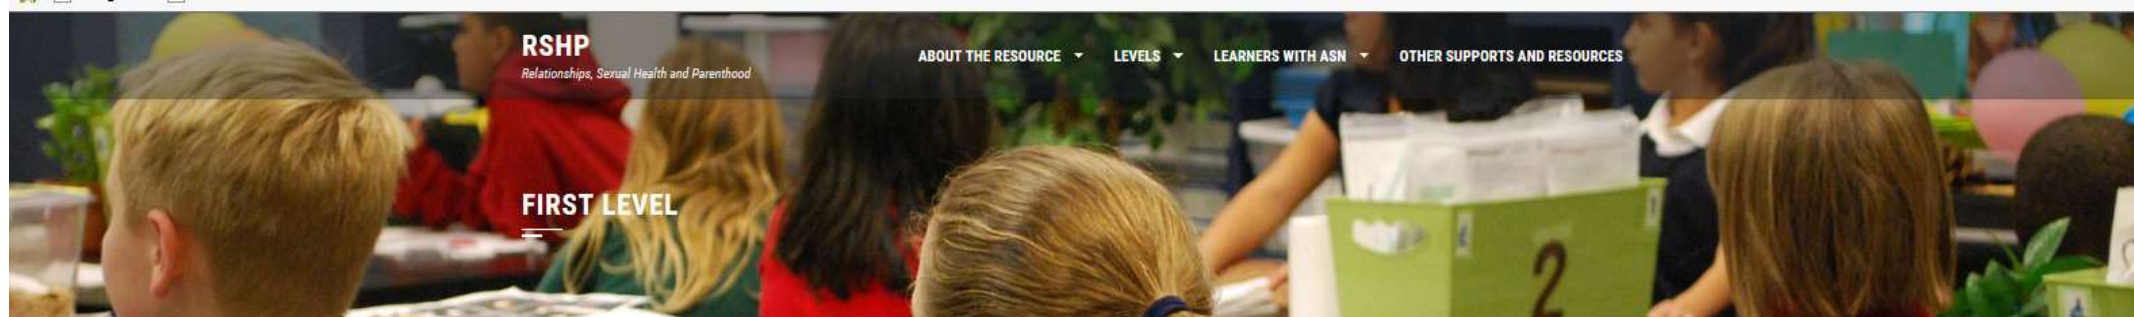 RSHP
Relationships, Sexual Health and Parenthood
ABOUT THE RESOURCE
LEVELS
LEARNERS WITH ASN
OTHER SUPPORTS AND RESOURCES
FIRST LEVEL
2